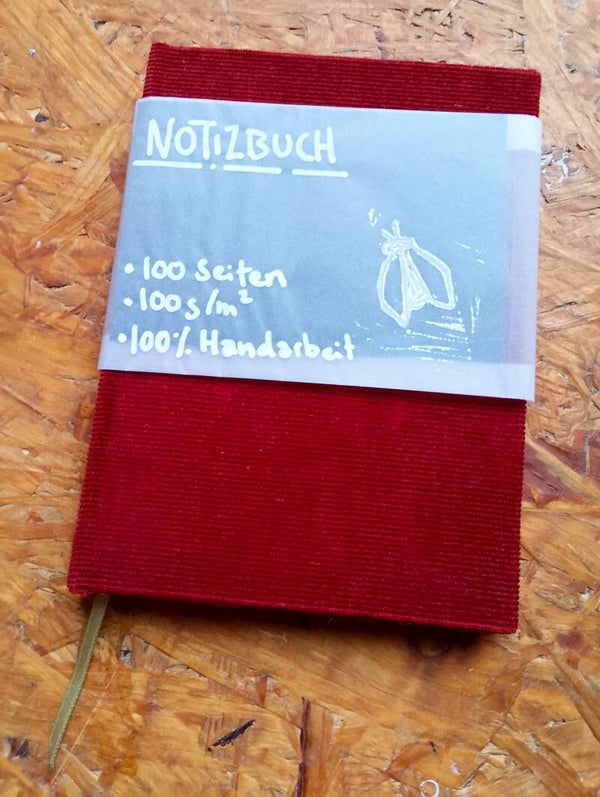 NOTIZBUCH
• 100 Seiten
• 100g/m²
• 100% Handarbeit